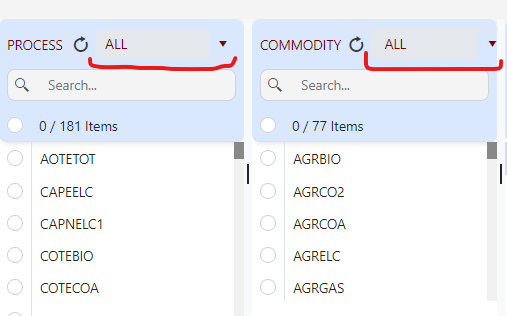 PROCESS ALL
Search...
0 / 181 Items
AOTETOT
CAPEELC
CAPNELC1
COTEBIO
COTECOA
COMMODITY ALL
Search...
0 / 77 Items
AGRBIO
AGRCO2
AGRCOA
AGRELC
AGRGAS